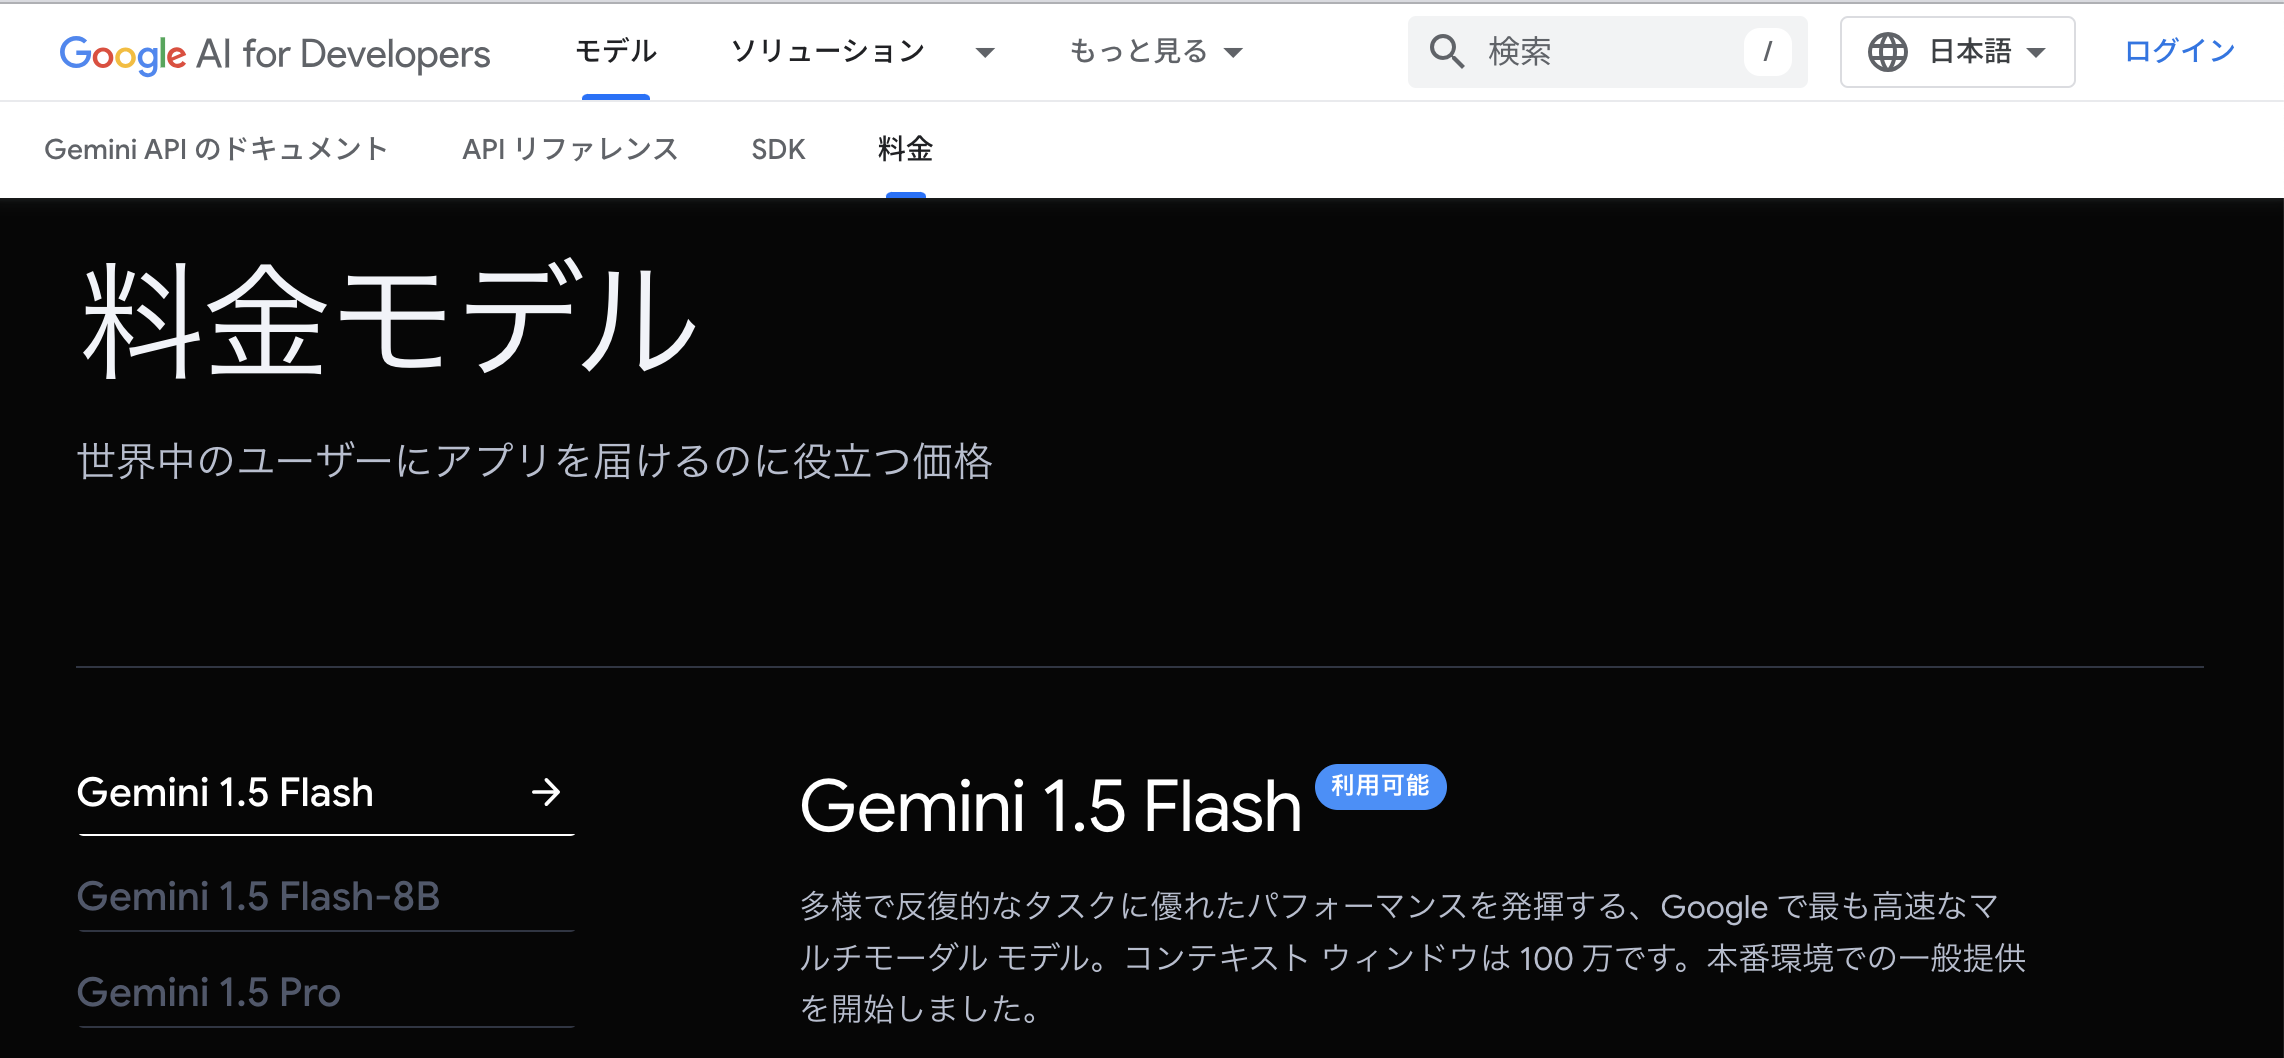 Google AI for Developers モデル ソリューション もっと見る 検索 / 日本語 ログイン
Gemini API のドキュメント API リファレンス SDK 料金
料金モデル
世界中のユーザーにアプリを届けるのに役立つ価格
Gemini 1.5 Flash
Gemini 1.5 Flash-8B
Gemini 1.5 Pro
Gemini 1.5 Flash 利用可能
多様で反復的なタスクに優れたパフォーマンスを発揮する、Google で最も高速なマ
ルチモーダル モデル。コンテキスト ウィンドウは 100 万です。本番環境での一般提供
を開始しました。